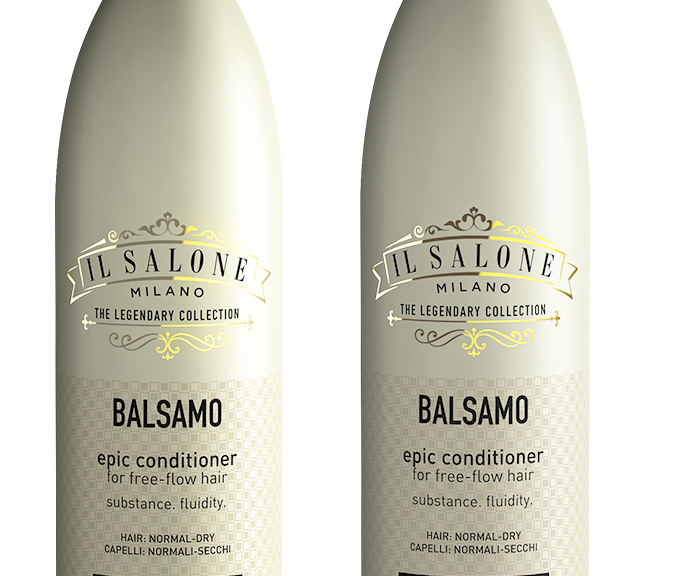 IL SALONE
MILANO
THE LEGENDARY COLLECTION
BALSAMO
epic conditioner
for free-flow hair
substance. fluidity.
HAIR: NORMAL-DRY
CAPELLI: NORMALI-SECCHI
IL SALONE
MILANO
THE LEGENDARY COLLECTION
BALSAMO
epic conditioner
for free-flow hair
substance. fluidity.
HAIR: NORMAL-DRY
CAPELLI: NORMALI-SECCHI